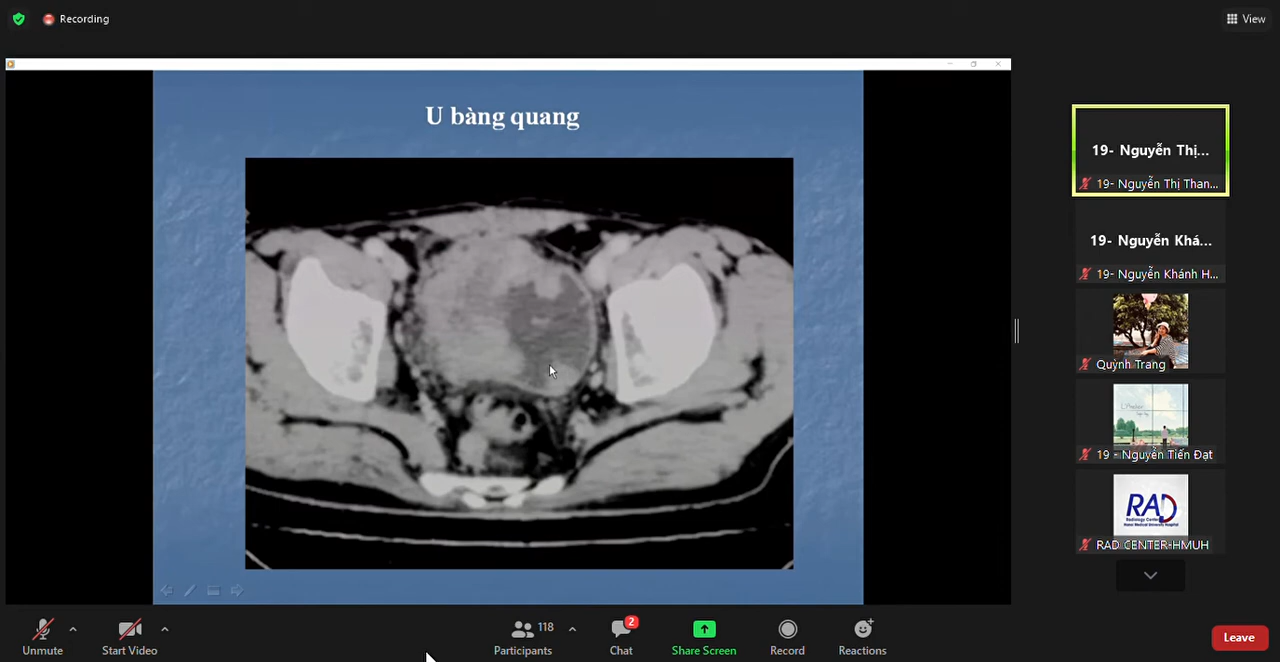 Recording
View
U bàng quang
19- Nguyễn Thị...
19- Nguyễn Thị Than...
19- Nguyễn Khá...
19- Nguyễn Khánh H...
Quỳnh Trang
19 - Nguyễn Tiến Đạt
RAD
RAD CENTER-HMUH
Unmute
Start Video
118
Participants
2
Chat
Share Screen
Record
Reactions
Leave